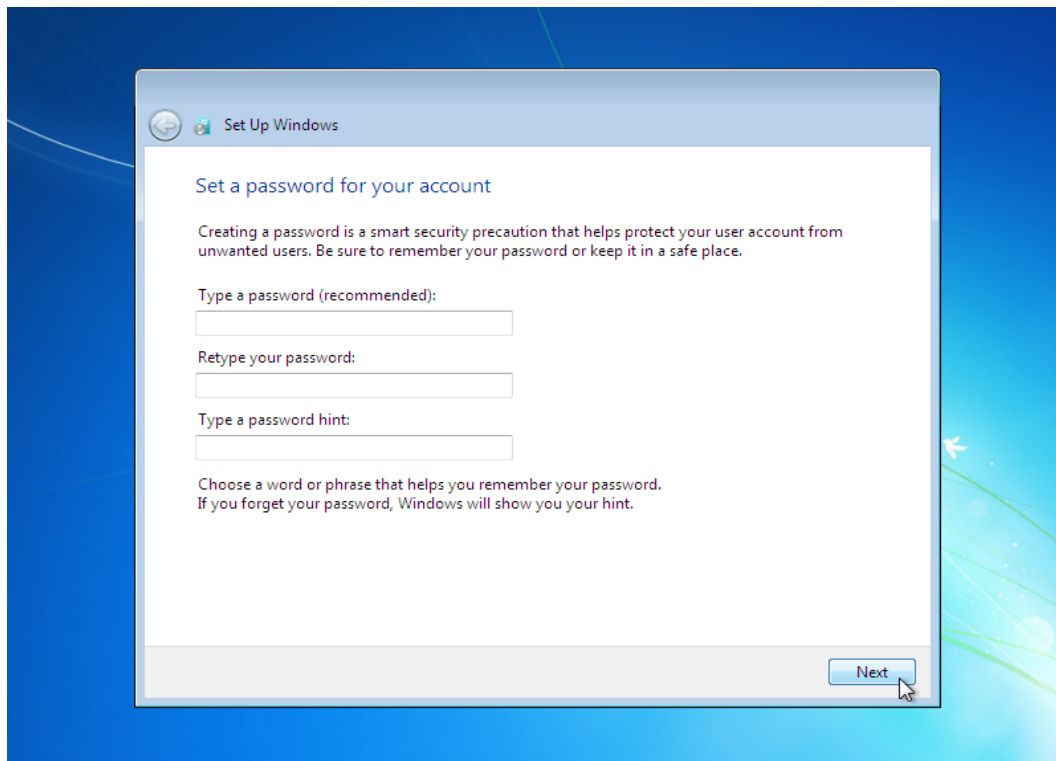 Set Up Windows
Set a password for your account
Creating a password is a smart security precaution that helps protect your user account from
unwanted users. Be sure to remember your password or keep it in a safe place.
Type a password (recommended):
Retype your password:
Type a password hint:
Choose a word or phrase that helps you remember your password.
If you forget your password, Windows will show you your hint.
Next